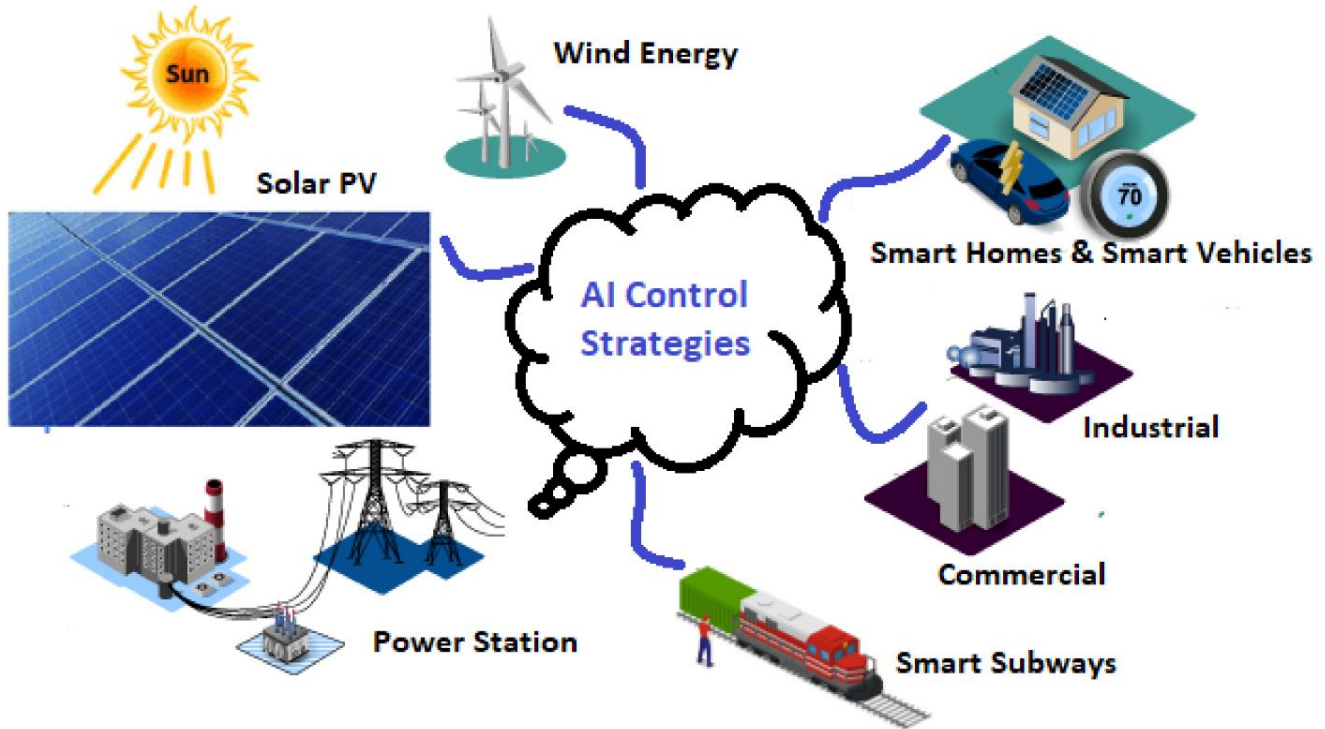 Sun
Wind Energy
Solar PV
70
Smart Homes & Smart Vehicles
AI Control
Strategies
Industrial
Commercial
Power Station
Smart Subways